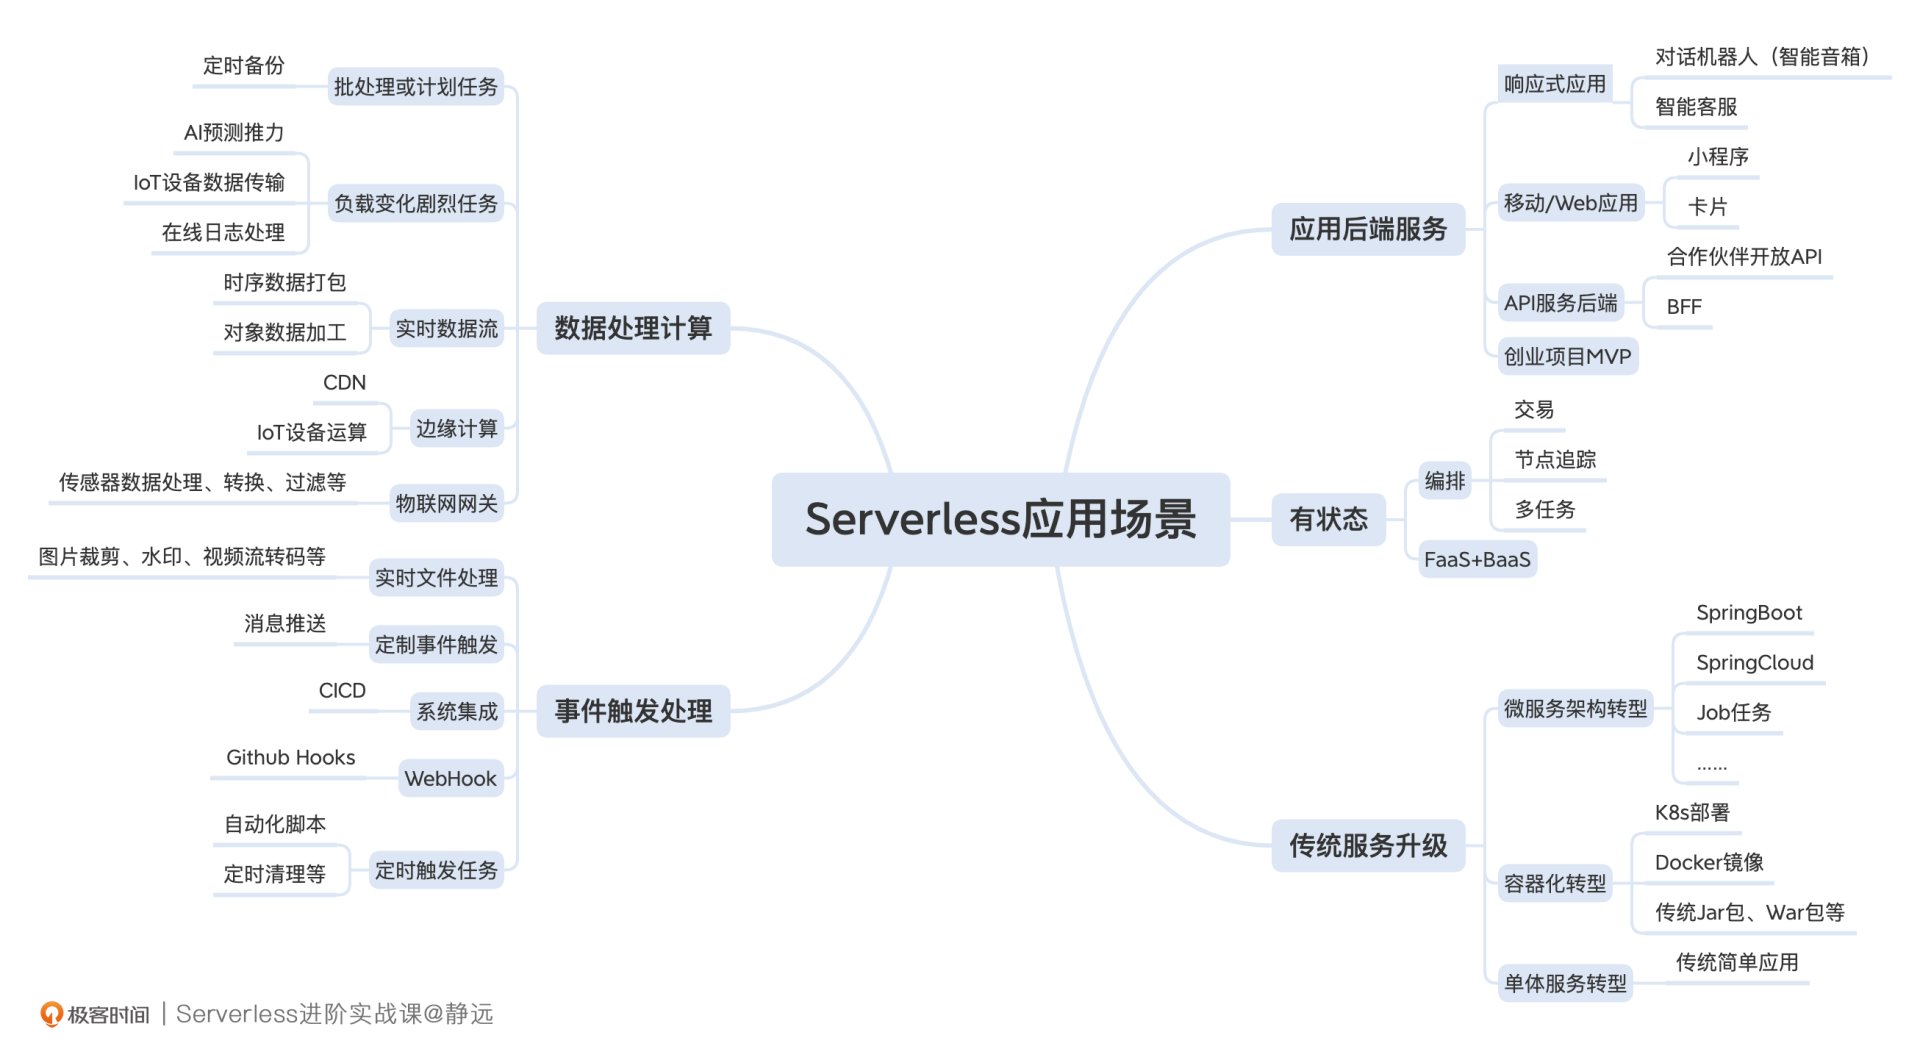 Serverless应用场景
应用后端服务
响应式应用
对话机器人（智能音箱）
智能客服
移动/Web应用
小程序
卡片
API服务后端
合作伙伴开放API
BFF
创业项目MVP
有状态
编排
交易
节点追踪
多任务
FaaS+BaaS
传统服务升级
微服务架构转型
SpringBoot
SpringCloud
Job任务
……
容器化转型
K8s部署
Docker镜像
传统Jar包、War包等
单体服务转型
传统简单应用
数据处理计算
批处理或计划任务
定时备份
负载变化剧烈任务
AI预测推力
IoT设备数据传输
在线日志处理
实时数据流
时序数据打包
对象数据加工
边缘计算
CDN
IoT设备运算
物联网网关
传感器数据处理、转换、过滤等
事件触发处理
实时文件处理
图片裁剪、水印、视频流转码等
定制事件触发
消息推送
系统集成
CICD
WebHook
Github Hooks
定时触发任务
自动化脚本
定时清理等
极客时间 | Serverless进阶实战课@静远